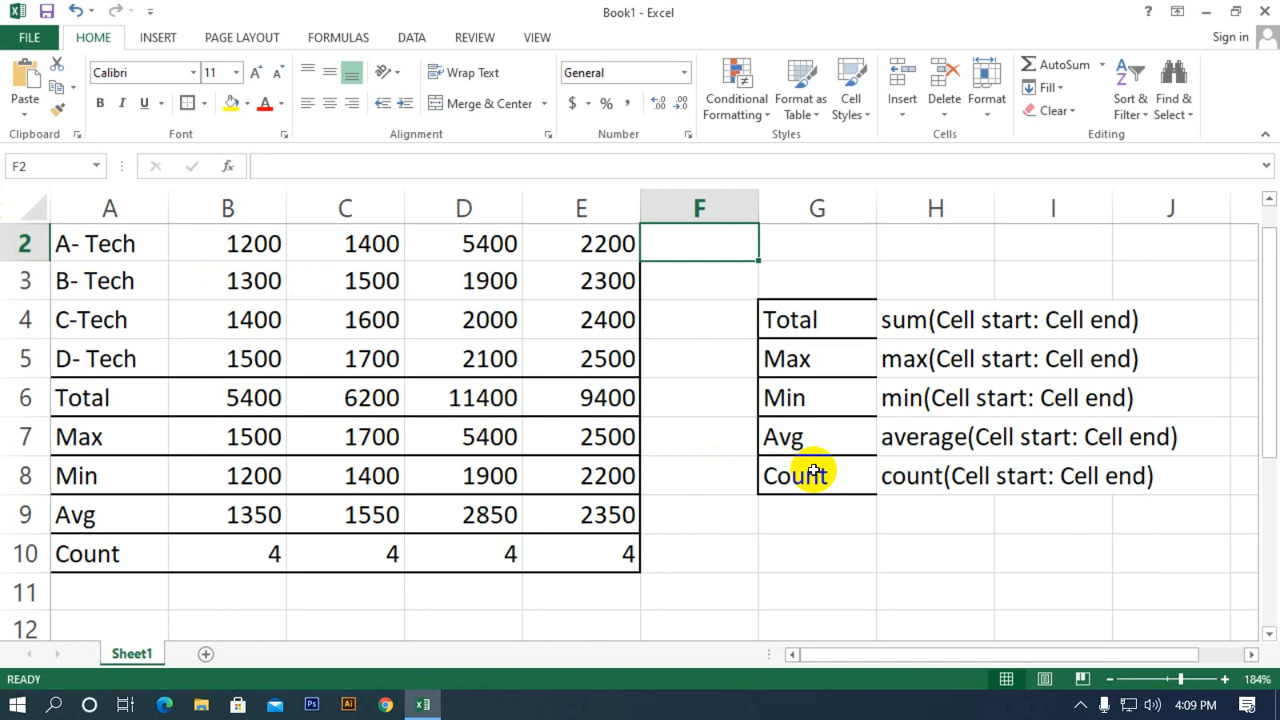 Book1 - Excel
?
FILE HOME INSERT PAGE LAYOUT FORMULAS DATA REVIEW VIEW Sign in
Paste Calibri 11 A A Wrap Text General Conditional Formatting Format as Table Cell Styles Insert Delete Format AutoSum Fill Clear Sort & Filter Find & Select
B I U A Merge & Center $ % ,
Clipboard Font Alignment Number Styles Cells Editing
F2 fx
A B C D E F G H I J
2 A- Tech 1200 1400 5400 2200
3 B- Tech 1300 1500 1900 2300
4 C-Tech 1400 1600 2000 2400 Total sum(Cell start: Cell end)
5 D- Tech 1500 1700 2100 2500 Max max(Cell start: Cell end)
6 Total 5400 6200 11400 9400 Min min(Cell start: Cell end)
7 Max 1500 1700 5400 2500 Avg average(Cell start: Cell end)
8 Min 1200 1400 1900 2200 Count count(Cell start: Cell end)
9 Avg 1350 1550 2850 2350
10 Count 4 4 4 4
11
12
Sheet1
READY 184%
Ps Ai 4:09 PM